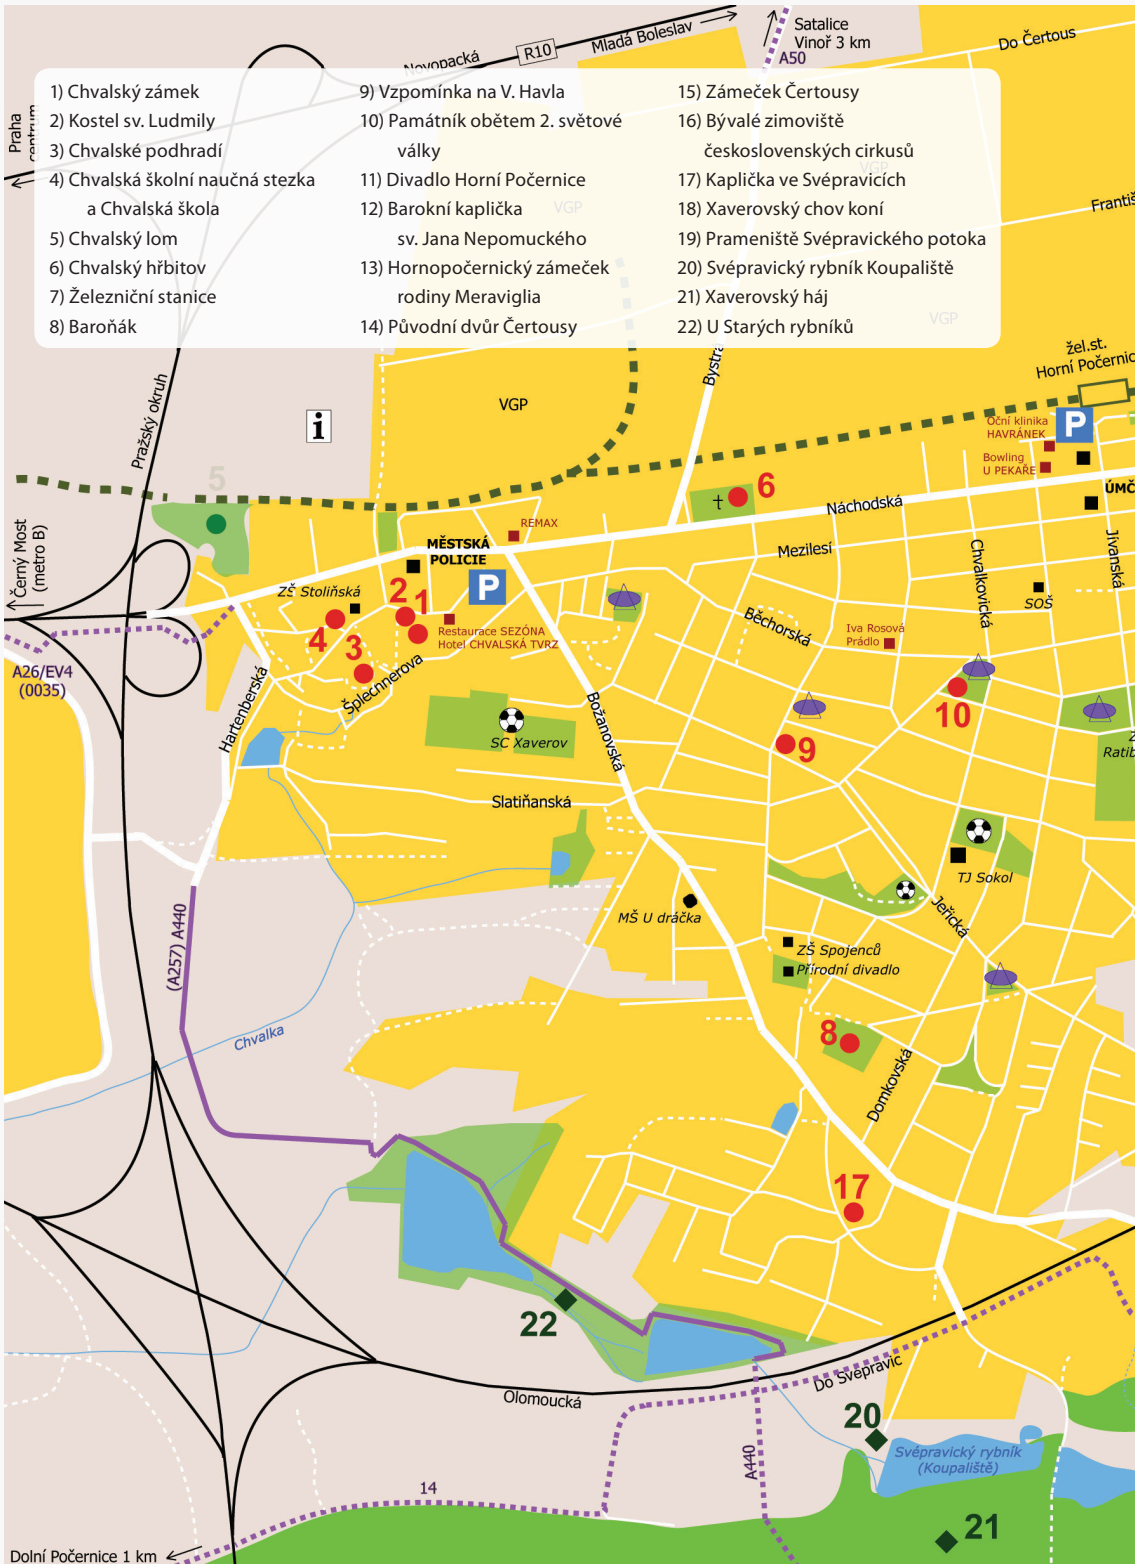 Satalice
Vinoř 3 km
A50
Mladá Boleslav
R10
Novopacká
Do Čertous
Praha
centrum
1) Chvalský zámek
2) Kostel sv. Ludmily
3) Chvalské podhradí
4) Chvalská školní naučná stezka
a Chvalská škola
5) Chvalský lom
6) Chvalský hřbitov
7) Železniční stanice
8) Baroňák
9) Vzpomínka na V. Havla
10) Památník obětem 2. světové
války
11) Divadlo Horní Počernice
12) Barokní kaplička
sv. Jana Nepomuckého
13) Hornopočernický zámeček
rodiny Meraviglia
14) Původní dvůr Čertousy
15) Zámeček Čertousy
16) Bývalé zimoviště
československých cirkusů
17) Kaplička ve Svépravicích
18) Xaverovský chov koní
19) Prameniště Svépravického potoka
20) Svépravický rybník Koupaliště
21) Xaverovský háj
22) U Starých rybníků
VGP
VGP
VGP
VGP
Františ
Bystrá
žel.st.
Horní Počernic
Pražský okruh
i
P
Oční klinika
HAVRÁNEK
Bowling
U PEKAŘE
ÚMČ
5
6
Náchodská
Mezilesí
Chvalkovická
Jívanská
REMAX
MĚSTSKÁ
POLICIE
P
Černý Most
(metro B)
ZŠ Stoliňská
2
1
4
3
Restaurace SEZÓNA
Hotel CHVALSKÁ TVRZ
SOŠ
Běchorská
Iva Rosová
Prádlo
A26/EV4
(0035)
Hartenberská
Šplechnerova
Božanovská
SC Xaverov
10
9
Ratib
Slatiňanská
TJ Sokol
Jeřická
MŠ U dráčka
ZŠ Spojenců
Přírodní divadlo
(A257) A440
Chvalka
8
Domkovská
17
22
Olomoucká
Do Svépravic
20
A440
Svépravický rybník
(Koupaliště)
14
21
Dolní Počernice 1 km